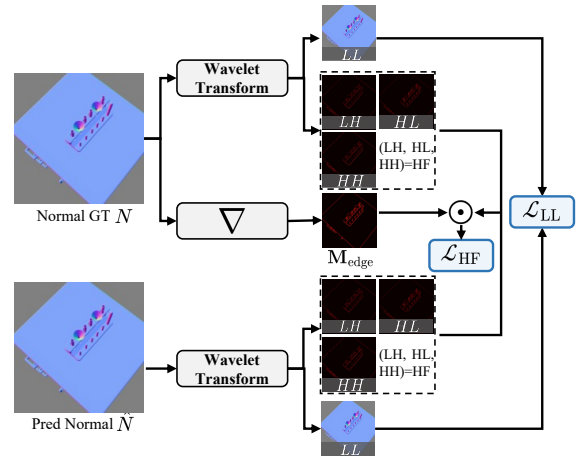 Wavelet
Transform
LL
LH HL
HH
(LH, HL,
HH)=HF
Normal GT N
∇
M_edge
⊙
ℒ_HF
ℒ_LL
Wavelet
Transform
LH HL
HH
(LH, HL,
HH)=HF
Pred Normal N̂
LL